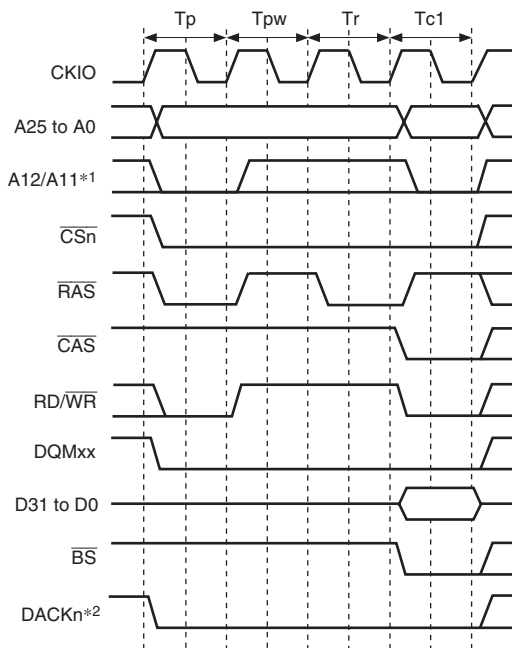 Tp Tpw Tr Tc1
CKIO
A25 to A0
A12/A11*1
CSn
RAS
CAS
RD/WR
DQMxx
D31 to D0
BS
DACKn*2